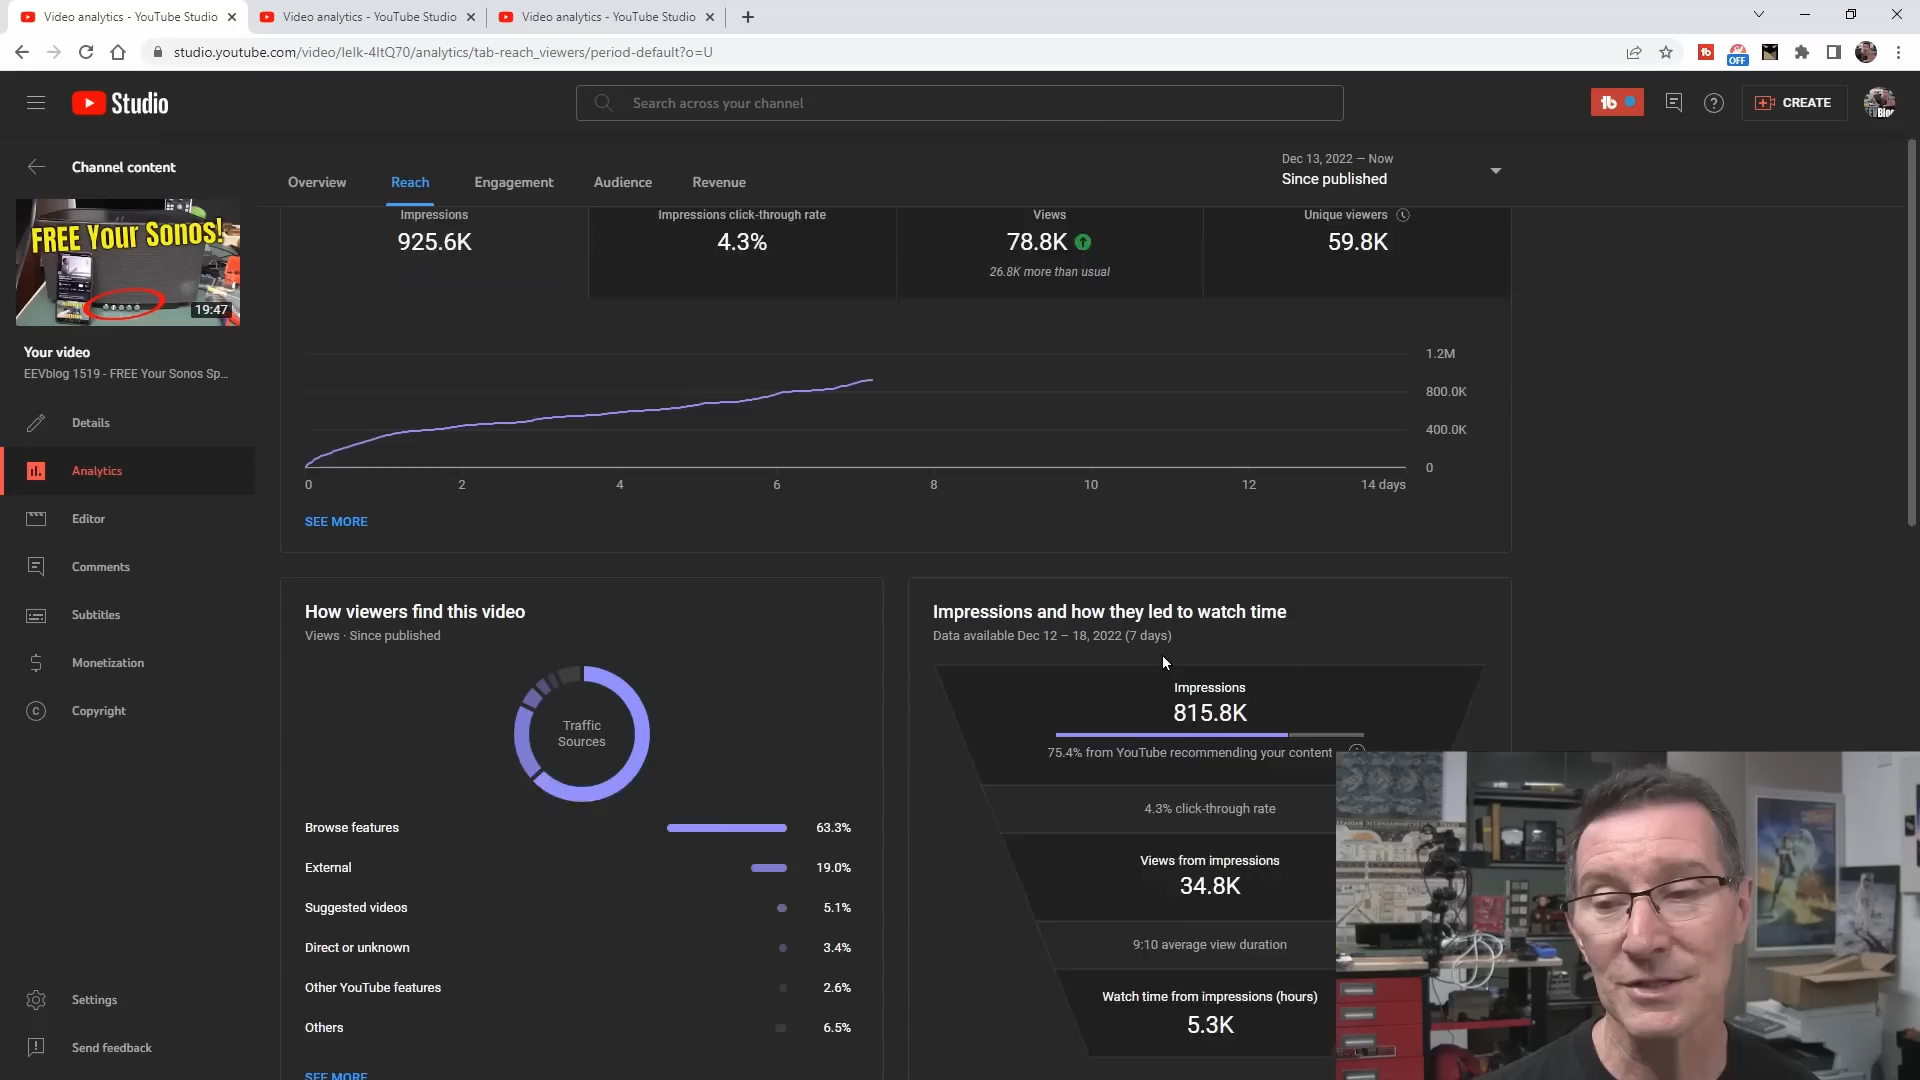 Video analytics - YouTube Studio
Video analytics - YouTube Studio
Video analytics - YouTube Studio
studio.youtube.com/video/lelk-4ltQ70/analytics/tab-reach_viewers/period-default?o=U
OFF
Studio
Search across your channel
CREATE
Channel content
Overview
Reach
Engagement
Audience
Revenue
Dec 13, 2022 – Now
Since published
FREE Your Sonos!
19:47
Your video
EEVblog 1519 - FREE Your Sonos Sp...
Details
Analytics
Editor
Comments
Subtitles
Monetization
Copyright
Settings
Send feedback
Impressions
925.6K
Impressions click-through rate
4.3%
Views
78.8K
26.8K more than usual
Unique viewers
59.8K
1.2M
800.0K
400.0K
0
0 2 4 6 8 10 12 14 days
SEE MORE
How viewers find this video
Views · Since published
Traffic
Sources
Browse features 63.3%
External 19.0%
Suggested videos 5.1%
Direct or unknown 3.4%
Other YouTube features 2.6%
Others 6.5%
SEE MORE
Impressions and how they led to watch time
Data available Dec 12 – 18, 2022 (7 days)
Impressions
815.8K
75.4% from YouTube recommending your content
4.3% click-through rate
Views from impressions
34.8K
9:10 average view duration
Watch time from impressions (hours)
5.3K